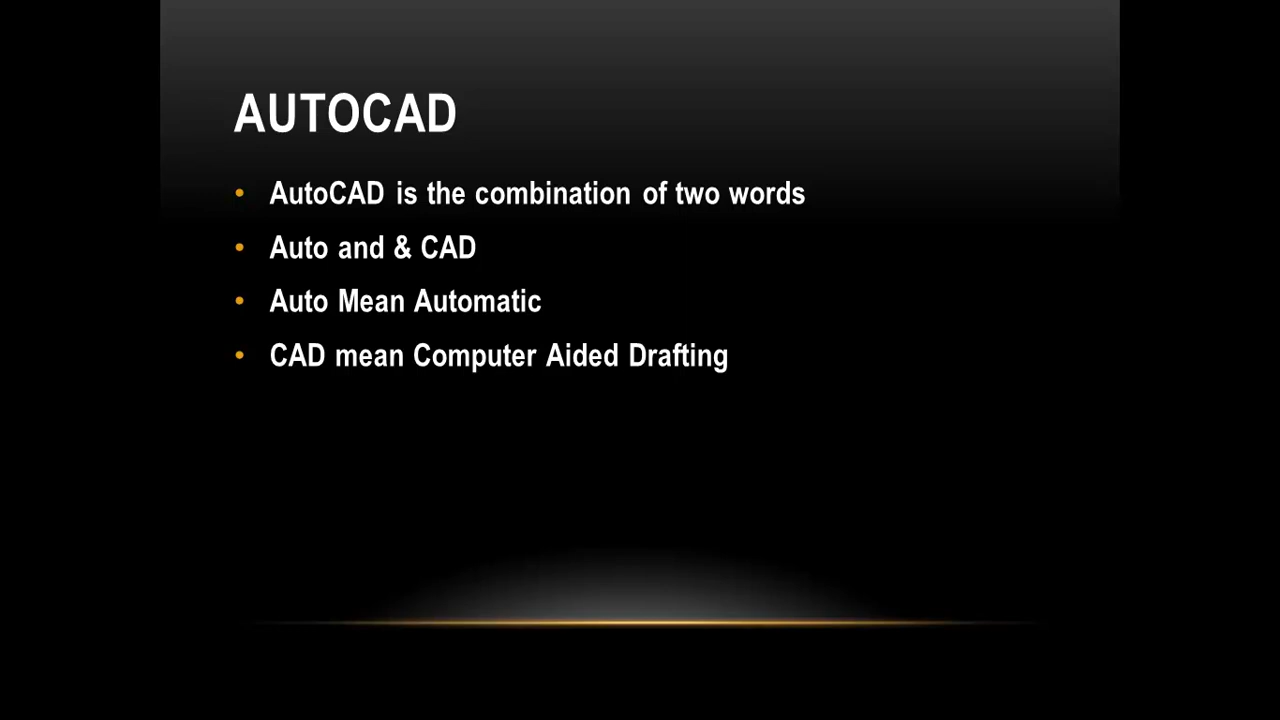 AUTOCAD
• AutoCAD is the combination of two words
• Auto and & CAD
• Auto Mean Automatic
• CAD mean Computer Aided Drafting